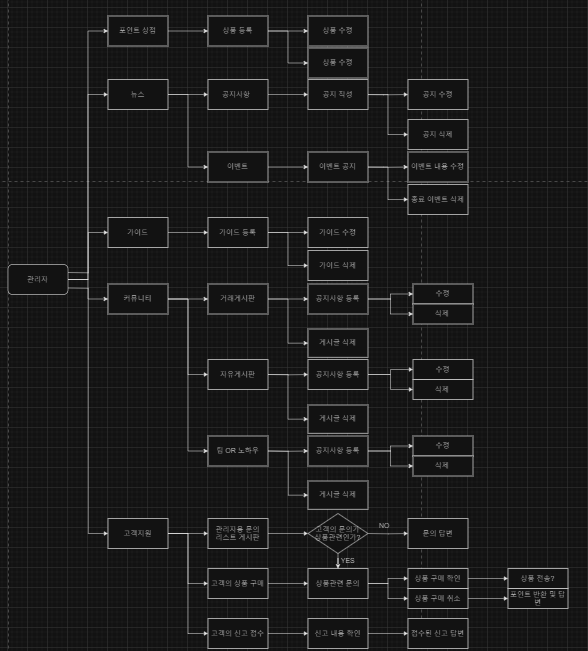 포인트 상점
상품 등록
상품 수정
상품 수정
뉴스
공지사항
공지 작성
공지 수정
공지 삭제
이벤트
이벤트 공지
이벤트 내용 수정
종료 이벤트 삭제
가이드
가이드 등록
가이드 수정
가이드 삭제
관리자
커뮤니티
거래게시판
공지사항 등록
수정
삭제
게시글 삭제
자유게시판
공지사항 등록
수정
삭제
게시글 삭제
팁 OR 노하우
공지사항 등록
수정
삭제
게시글 삭제
고객지원
관리자용 문의
리스트 게시판
고객의 문의가
상품관련인가?
NO
문의 답변
YES
고객의 상품 구매
상품관련 문의
상품 구매 확인
상품 전송?
상품 구매 취소
포인트 반환 및 답
변
고객의 신고 접수
신고 내용 확인
접수된 신고 답변